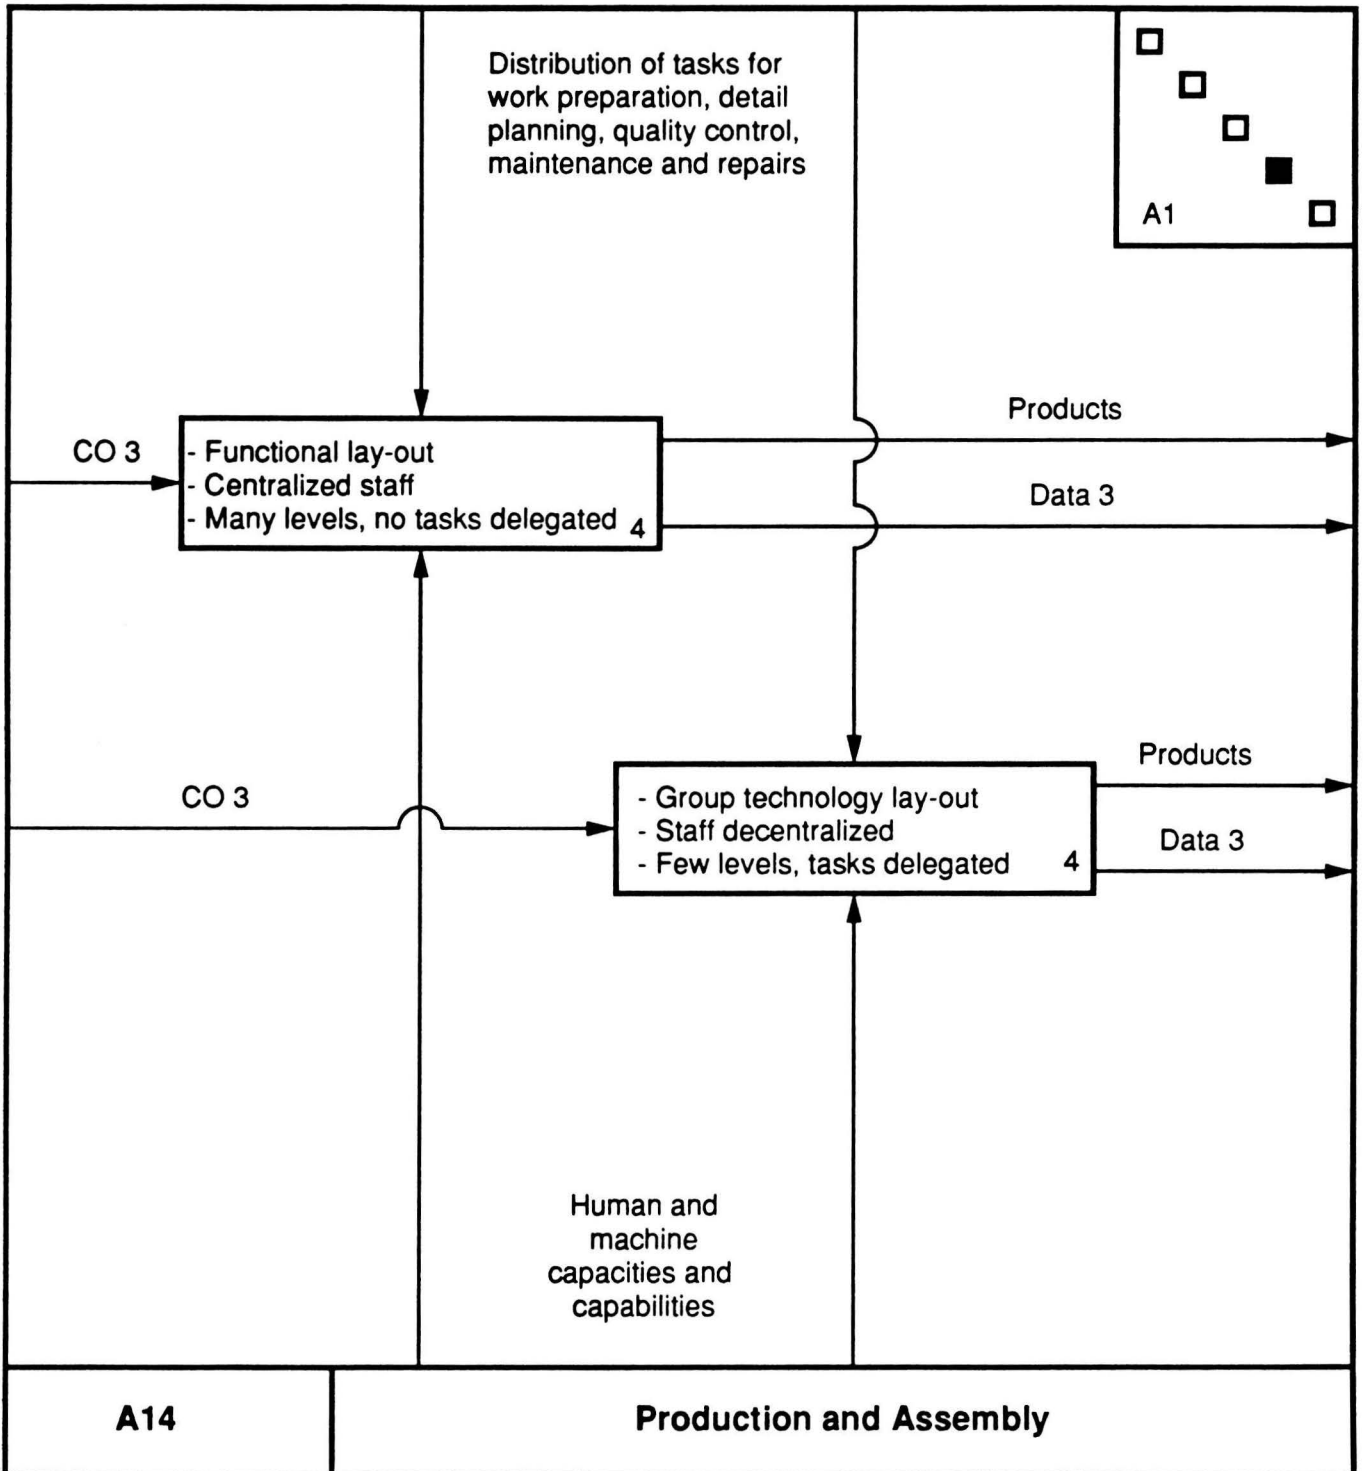 Distribution of tasks for
work preparation, detail
planning, quality control,
maintenance and repairs
A1
Products
CO 3
- Functional lay-out
- Centralized staff
- Many levels, no tasks delegated 4
Data 3
Products
CO 3
- Group technology lay-out
- Staff decentralized
- Few levels, tasks delegated 4
Data 3
Human and
machine
capacities and
capabilities
A14
Production and Assembly